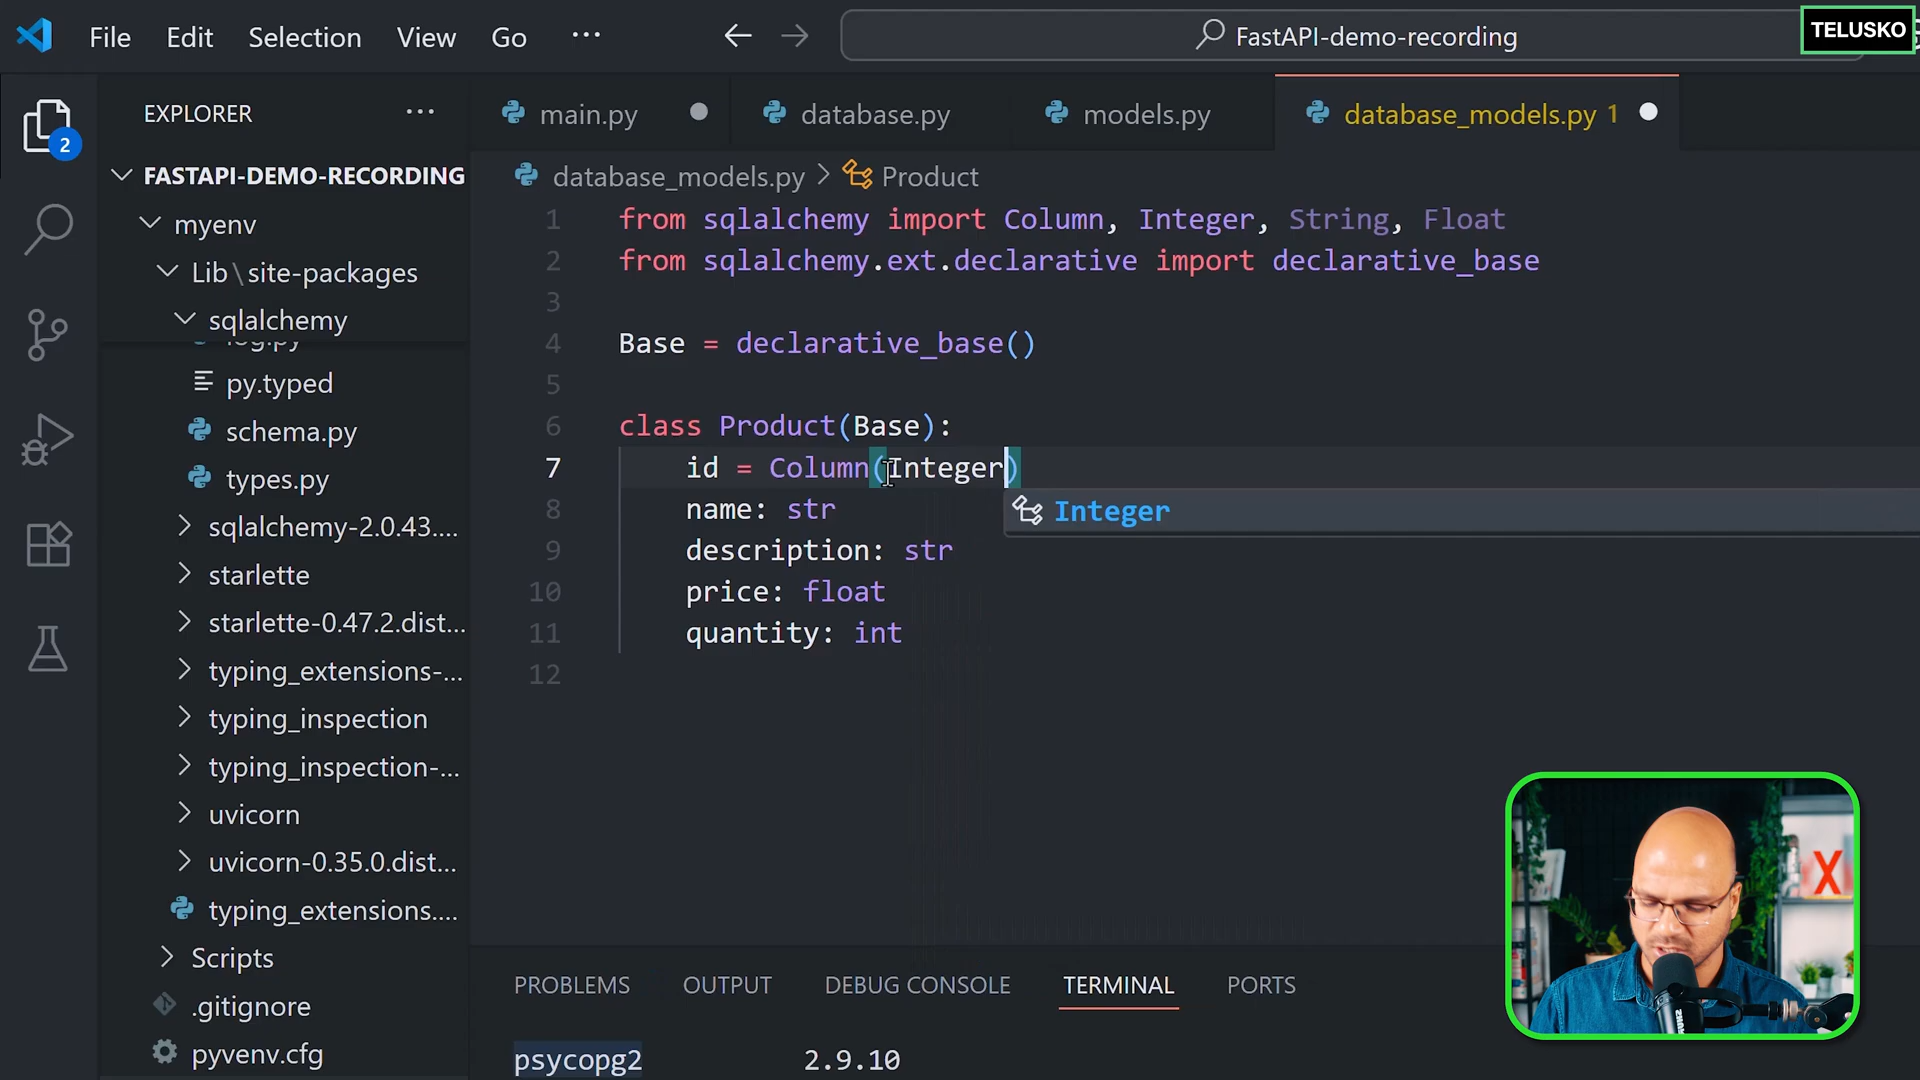 File Edit Selection View Go ... FastAPI-demo-recording
TELUSKO
EXPLORER ...
2
FASTAPI-DEMO-RECORDING
myenv
Lib\site-packages
sqlalchemy
log.py
py.typed
schema.py
types.py
sqlalchemy-2.0.43....
starlette
starlette-0.47.2.dist...
typing_extensions-...
typing_inspection
typing_inspection-...
uvicorn
uvicorn-0.35.0.dist...
typing_extensions....
Scripts
.gitignore
pyvenv.cfg
main.py database.py models.py database_models.py 1
database_models.py > Product
1 from sqlalchemy import Column, Integer, String, Float
2 from sqlalchemy.ext.declarative import declarative_base
3
4 Base = declarative_base()
5
6 class Product(Base):
7 id = Column(Integer)
8 name: str
Integer
9 description: str
10 price: float
11 quantity: int
12
PROBLEMS OUTPUT DEBUG CONSOLE TERMINAL PORTS
psycopg2 2.9.10
X